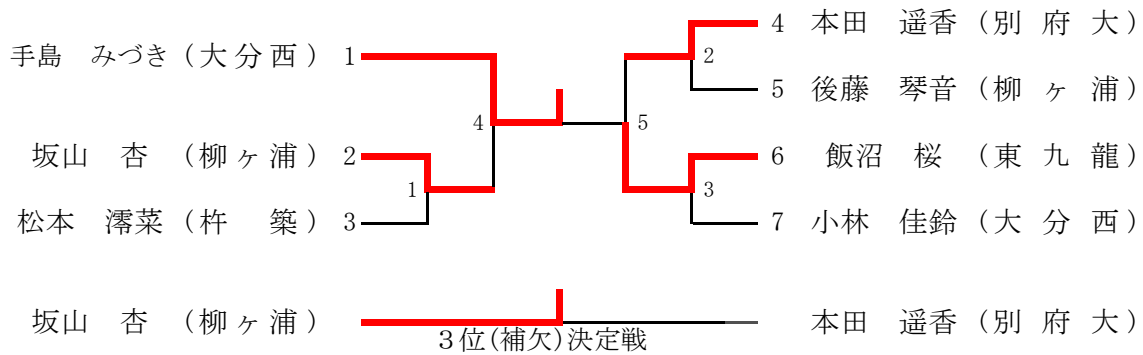 手島 みづき (大分西) 1
坂山 杏 (柳ヶ浦) 2
松本 澪菜 (杵 築) 3
1
4
4 本田 遥香 (別府大)
5 後藤 琴音 (柳ヶ浦)
6 飯沼 桜 (東九龍)
7 小林 佳鈴 (大分西)
2
3
5
坂山 杏 (柳ヶ浦)
本田 遥香 (別府大)
3位(補欠)決定戦